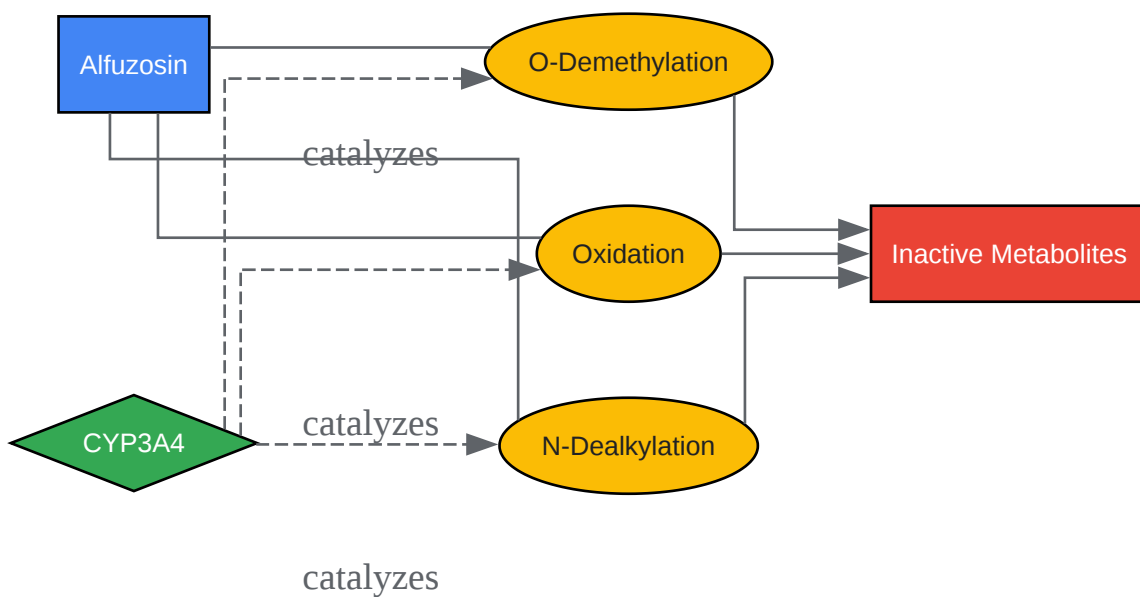 Alfuzosin
O-Demethylation
catalyzes
Oxidation
Inactive Metabolites
catalyzes
CYP3A4
N-Dealkylation
catalyzes